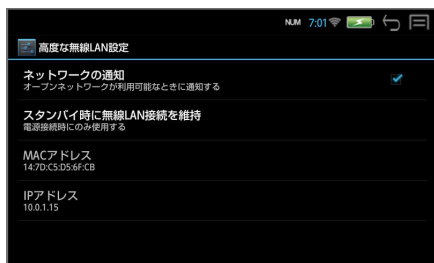 NUM 7:01
高度な無線LAN設定
ネットワークの通知
オープンネットワークが利用可能なときに通知する
スタンバイ時に無線LAN接続を維持
電源接続時にのみ使用する
MACアドレス
14:7D:C5:D5:6F:CB
IPアドレス
10.0.1.15